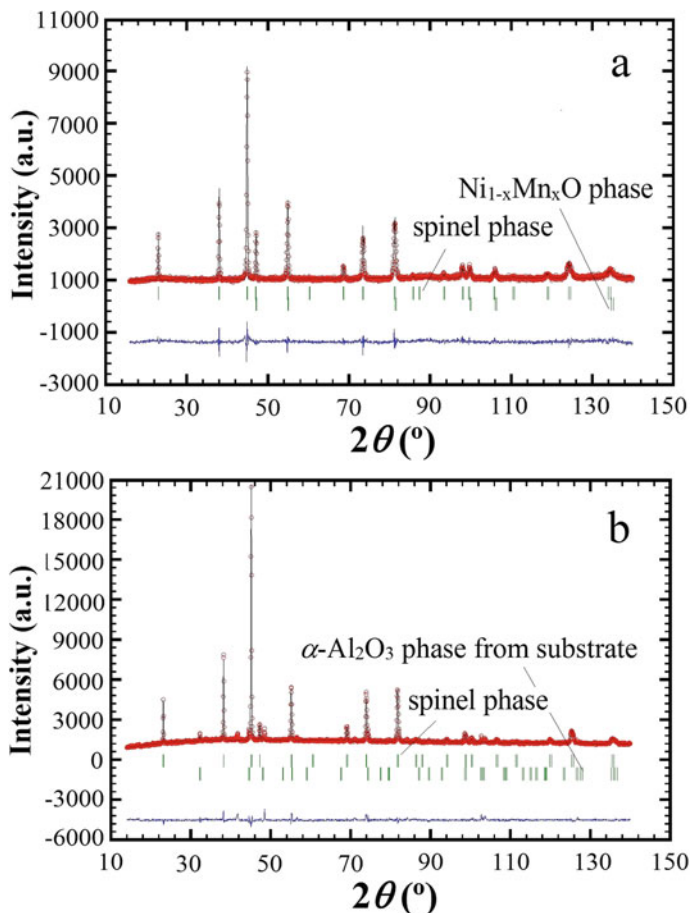 11000
a
9000
7000
5000
Ni1-xMnxO phase
3000
spinel phase
1000
-1000
-3000
10 30 50 70 90 110 130 150
Intensity (a.u.)
2θ (º)
21000
b
18000
15000
12000
9000
α-Al2O3 phase from substrate
6000
spinel phase
3000
0
-3000
-6000
10 30 50 70 90 110 130 150
Intensity (a.u.)
2θ (º)